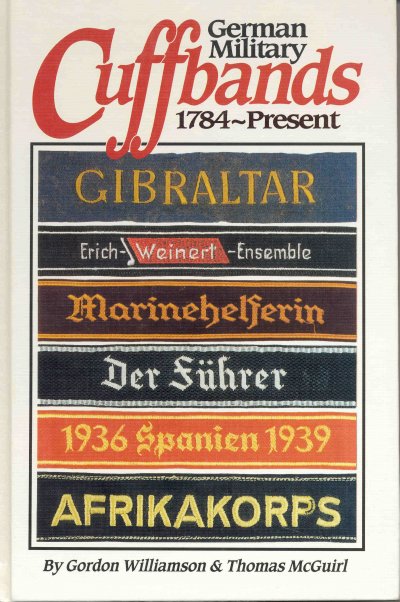 German
Military
Cuffbands
1784~Present
GIBRALTAR
Erich-Weinert-Ensemble
Marinehelferin
Der Führer
1936 Spanien 1939
AFRIKAKORPS
By Gordon Williamson & Thomas McGuirl